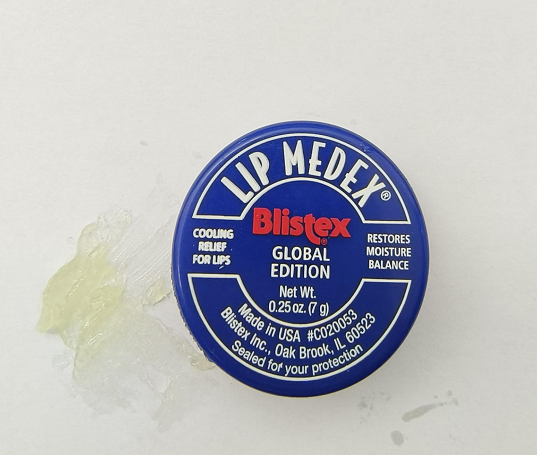 LIP MEDEX®
Blistex®
COOLING
RELIEF
FOR LIPS
GLOBAL
EDITION
RESTORES
MOISTURE
BALANCE
Net Wt.
0.25 oz. (7 g)
Made in USA #C020053
Blistex Inc., Oak Brook, IL 60523
Sealed for your protection